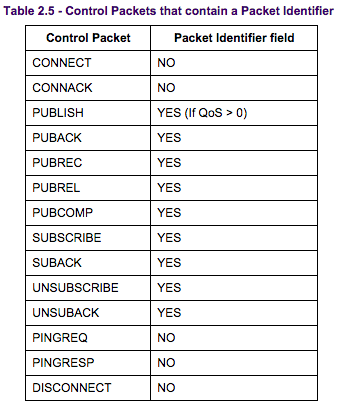 Table 2.5 - Control Packets that contain a Packet Identifier
Control Packet Packet Identifier field
CONNECT NO
CONNACK NO
PUBLISH YES (If QoS > 0)
PUBACK YES
PUBREC YES
PUBREL YES
PUBCOMP YES
SUBSCRIBE YES
SUBACK YES
UNSUBSCRIBE YES
UNSUBACK YES
PINGREQ NO
PINGRESP NO
DISCONNECT NO